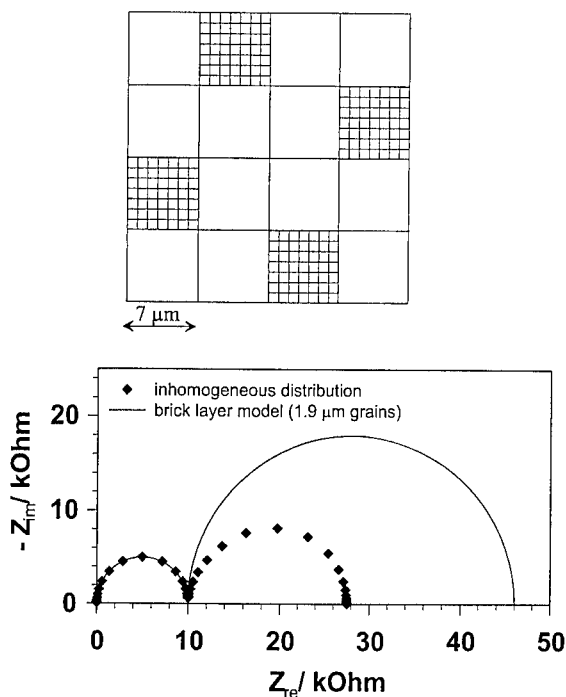 7 μm
◆ inhomogeneous distribution
— brick layer model (1.9 μm grains)
- Z_im / kOhm
20
10
0
0 10 20 30 40 50
Z_re / kOhm